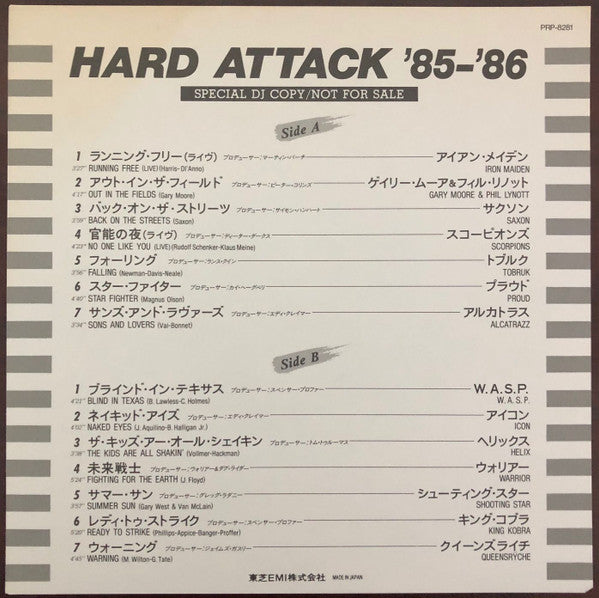 PRP-8281
HARD ATTACK '85-'86
SPECIAL DJ COPY/NOT FOR SALE
Side A
1 ランニング・フリー(ライヴ) プロデューサー:マーティン・バーチ アイアン・メイデン
3'27" RUNNING FREE (LIVE)(Harris-Di'Anno) IRON MAIDEN
2 アウト・イン・ザ・フィールド プロデューサー:ピーター・コリンズ ゲイリー・ムーア&フィル・リノット
4'17" OUT IN THE FIELDS (Gary Moore) GARY MOORE & PHIL LYNOTT
3 バック・オン・ザ・ストリーツ プロデューサー:サイモン・ハンハート サクソン
3'59" BACK ON THE STREETS (Saxon) SAXON
4 官能の夜(ライヴ) プロデューサー:ディーター・ダークス スコーピオンズ
4'23" NO ONE LIKE YOU (LIVE)(Rudolf Schenker-Klaus Meine) SCORPIONS
5 フォーリング プロデューサー:ランス・クイン トブルク
3'56" FALLING (Newman-Davis-Neale) TOBRUK
6 スター・ファイター プロデューサー:カイ・ヘーグベリ プラウド
4'40" STAR FIGHTER (Magnus Olson) PROUD
7 サンズ・アンド・ラヴァーズ プロデューサー:エディ・クレイマー アルカトラス
3'34" SONS AND LOVERS (Vai-Bonnet) ALCATRAZZ
Side B
1 ブラインド・イン・テキサス プロデューサー:スペンサー・プロファー W.A.S.P.
4'21" BLIND IN TEXAS (B. Lawless-C. Holmes) W. A. S. P.
2 ネイキッド・アイズ プロデューサー:エディ・クレイマー アイコン
4'02" NAKED EYES (J. Aquilino-B. Halligan Jr.) ICON
3 ザ・キッズ・アー・オール・シェイキン プロデューサー:トム・トゥルーマス ヘリックス
3'38" THE KIDS ARE ALL SHAKIN' (Vollmer-Hackman) HELIX
4 未来戦士 プロデューサー:ウォリアー&ダグ・ライダー ウォリアー
5'24" FIGHTING FOR THE EARTH (J. Floyd) WARRIOR
5 サマー・サン プロデューサー:グレッグ・ラダニー シューティング・スター
3'57" SUMMER SUN (Gary West & Van McLain) SHOOTING STAR
6 レディ・トゥ・ストライク プロデューサー:スペンサー・プロファー キング・コブラ
5'20" READY TO STRIKE (Phillips-Appice-Banger-Proffer) KING KOBRA
7 ウォーニング プロデューサー:ジェイムズ・ガスリー クイーンズライチ
4'45" WARNING (M. Wilton-G. Tate) QUEENSRYCHE
東芝EMI株式会社 MADE IN JAPAN